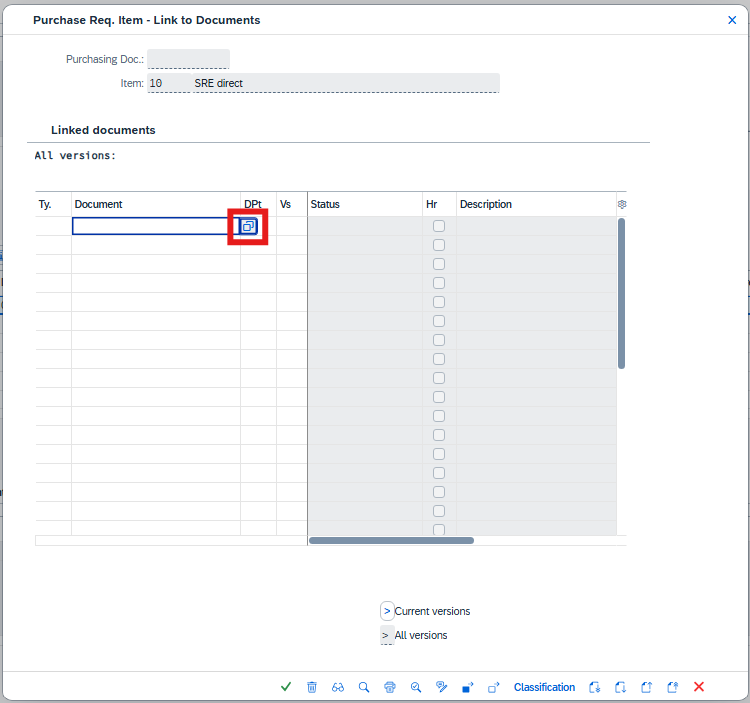 Purchase Req. Item - Link to Documents
Purchasing Doc.:
Item: 10 SRE direct
Linked documents
All versions:
Ty. Document DPt Vs Status Hr Description
> Current versions
> All versions
Classification